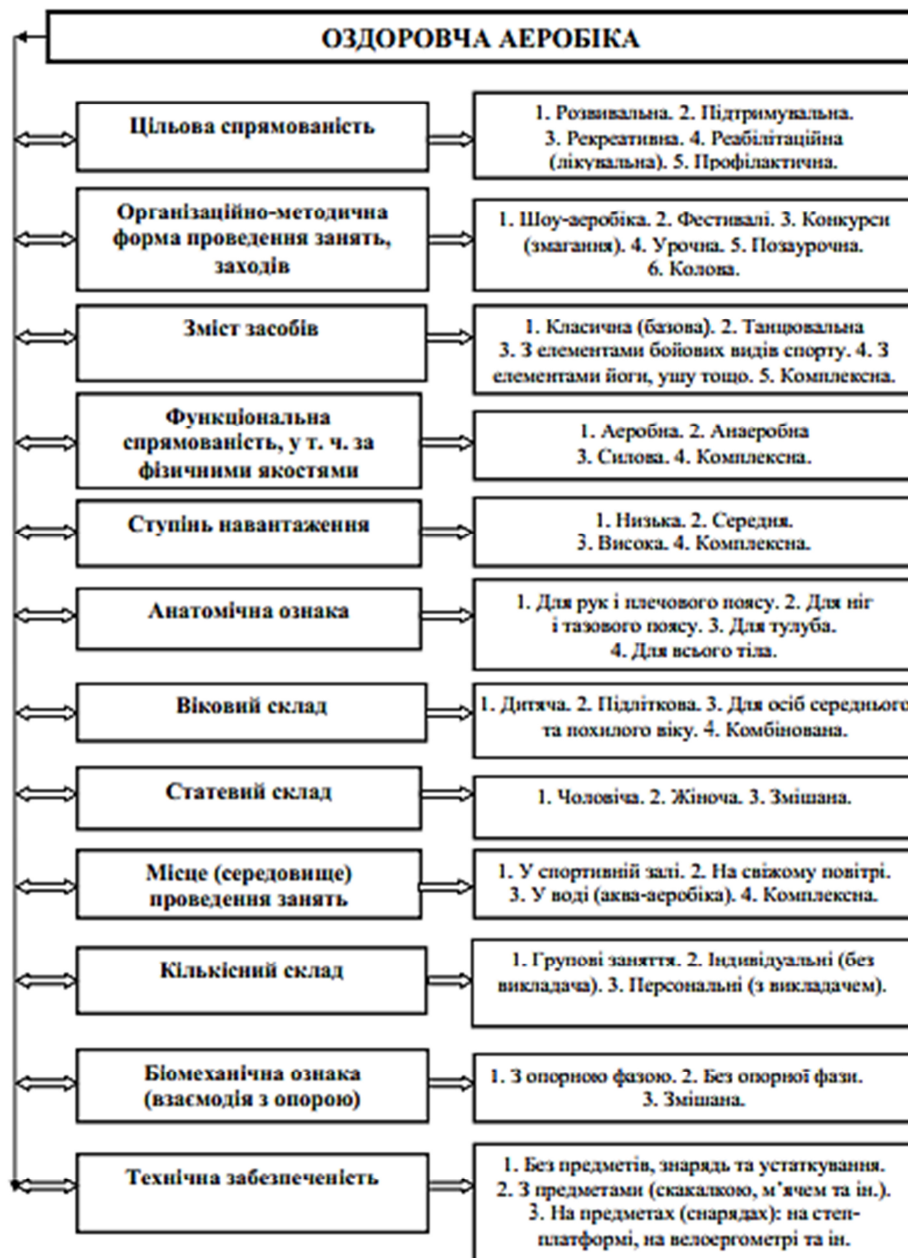 ОЗДОРОВЧА АЕРОБІКА
Цільова спрямованість
1. Розвивальна. 2. Підтримувальна.
3. Рекреативна. 4. Реабілітаційна
(лікувальна). 5. Профілактична.
Організаційно-методична
форма проведення занять,
заходів
1. Шоу-аеробіка. 2. Фестивалі. 3. Конкурси
(змагання). 4. Урочна. 5. Позаурочна.
6. Колова.
Зміст засобів
1. Класична (базова). 2. Танцювальна
3. З елементами бойових видів спорту. 4. З
елементами йоги, ушу тощо. 5. Комплексна.
Функціональна
спрямованість, у т. ч. за
фізичними якостями
1. Аеробна. 2. Анаеробна
3. Силова. 4. Комплексна.
Ступінь навантаження
1. Низька. 2. Середня.
3. Висока. 4. Комплексна.
Анатомічна ознака
1. Для рук і плечового поясу. 2. Для ніг
і тазового поясу. 3. Для тулуба.
4. Для всього тіла.
Віковий склад
1. Дитяча. 2. Підліткова. 3. Для осіб середнього
та похилого віку. 4. Комбінована.
Статевий склад
1. Чоловіча. 2. Жіноча. 3. Змішана.
Місце (середовище)
проведення занять
1. У спортивній залі. 2. На свіжому повітрі.
3. У воді (аква-аеробіка). 4. Комплексна.
Кількісний склад
1. Групові заняття. 2. Індивідуальні (без
викладача). 3. Персональні (з викладачем).
Біомеханічна ознака
(взаємодія з опорою)
1. З опорною фазою. 2. Без опорної фази.
3. Змішана.
Технічна забезпеченість
1. Без предметів, знарядь та устаткування.
2. З предметами (скакалкою, м’ячем та ін.).
3. На предметах (снарядах): на степ-
платформі, на велоергометрі та ін.